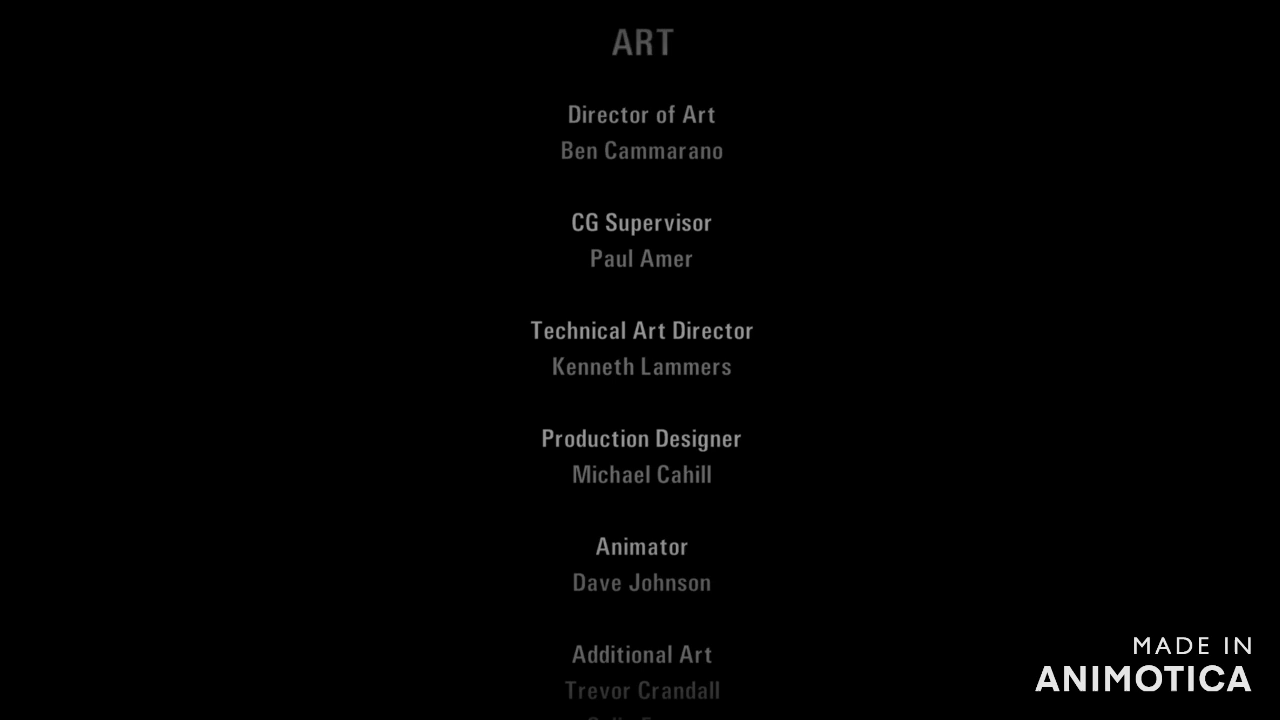 ART
Director of Art
Ben Cammarano
CG Supervisor
Paul Amer
Technical Art Director
Kenneth Lammers
Production Designer
Michael Cahill
Animator
Dave Johnson
Additional Art
Trevor Crandall
MADE IN
ANIMOTICA